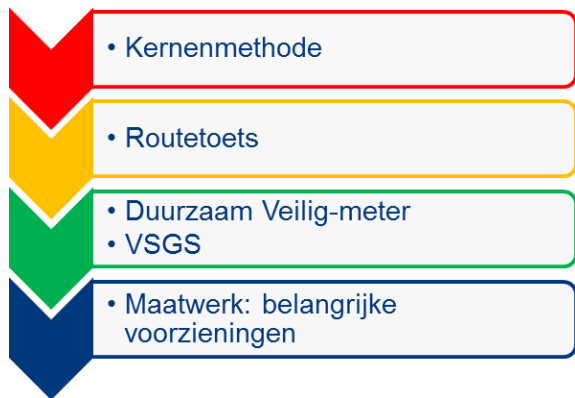 • Kernenmethode
• Routetoets
• Duurzaam Veilig-meter
• VSGS
• Maatwerk: belangrijke
voorzieningen